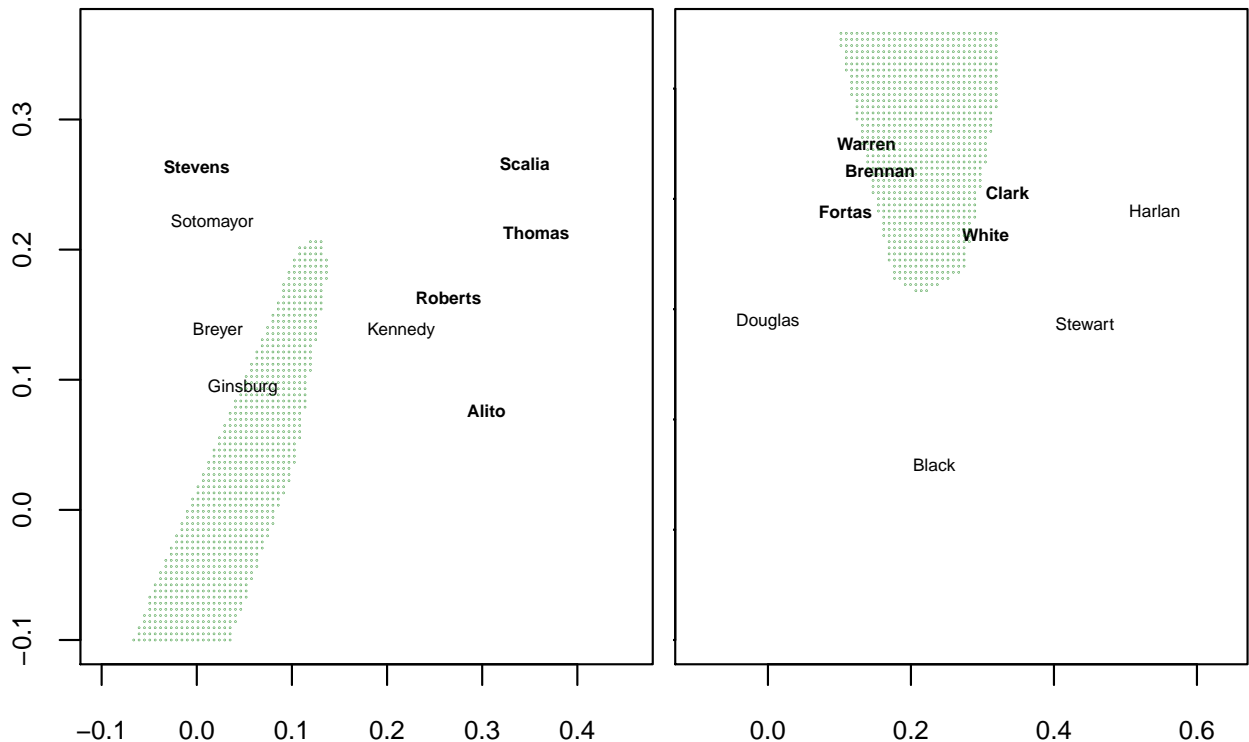 Stevens
Scalia
Sotomayor
Thomas
Roberts
Breyer
Kennedy
Ginsburg
Alito
0.3
0.2
0.1
0.0
−0.1
−0.1 0.0 0.1 0.2 0.3 0.4
Warren
Brennan
Clark
Fortas
Harlan
White
Douglas
Stewart
Black
0.0 0.2 0.4 0.6